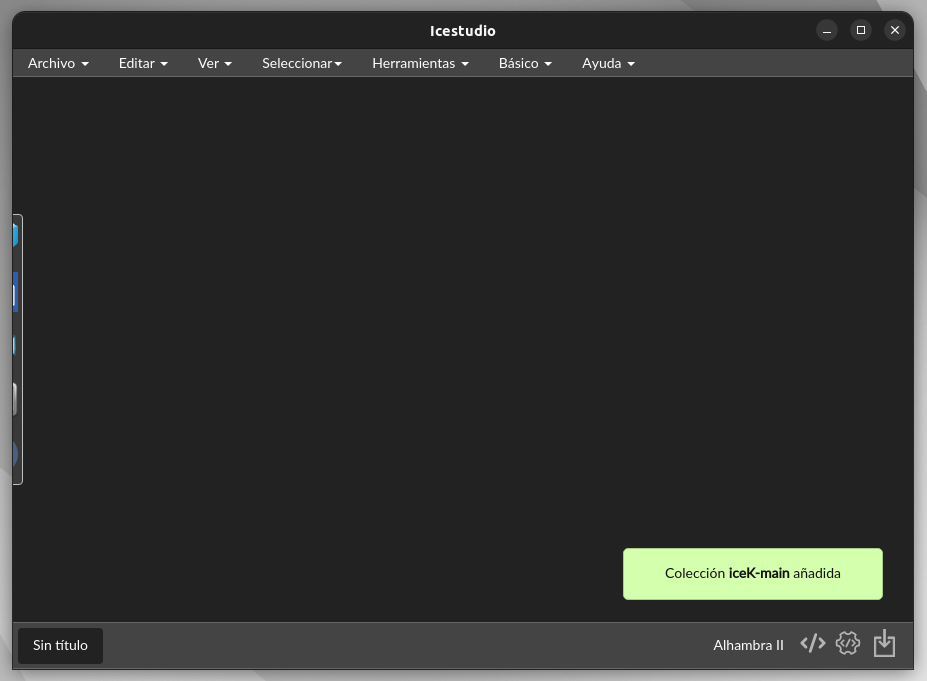 Icestudio
Archivo Editar Ver Seleccionar Herramientas Básico Ayuda
Colección iceK-main añadida
Sin título Alhambra II